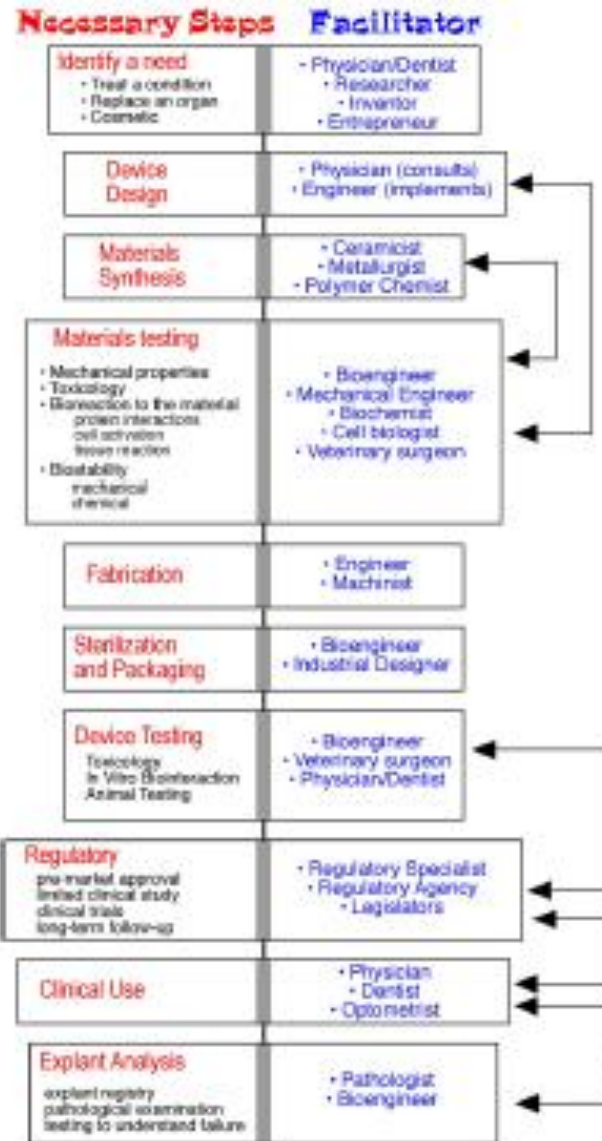 Necessary Steps Facilitator
Identify a need
• Treat a condition
• Replace an organ
• Cosmetic
• Physician/Dentist
• Researcher
• Inventor
• Entrepreneur
Device
Design
• Physician (consults)
• Engineer (implements)
Materials
Synthesis
• Ceramicist
• Metallurgist
• Polymer Chemist
Materials testing
• Mechanical properties
• Toxicology
• Bioreaction to the material
protein interactions
cell activation
tissue reaction
• Biostability
mechanical
chemical
• Bioengineer
• Mechanical Engineer
• Biochemist
• Cell biologist
• Veterinary surgeon
Fabrication
• Engineer
• Machinist
Sterilization
and Packaging
• Bioengineer
• Industrial Designer
Device Testing
Toxicology
In Vitro Biointeraction
Animal Testing
• Bioengineer
• Veterinary surgeon
• Physician/Dentist
Regulatory
pre-market approval
limited clinical study
clinical trials
long-term follow-up
• Regulatory Specialist
• Regulatory Agency
• Legislators
Clinical Use
• Physician
• Dentist
• Optometrist
Explant Analysis
explant registry
pathological examination
testing to understand failure
• Pathologist
• Bioengineer